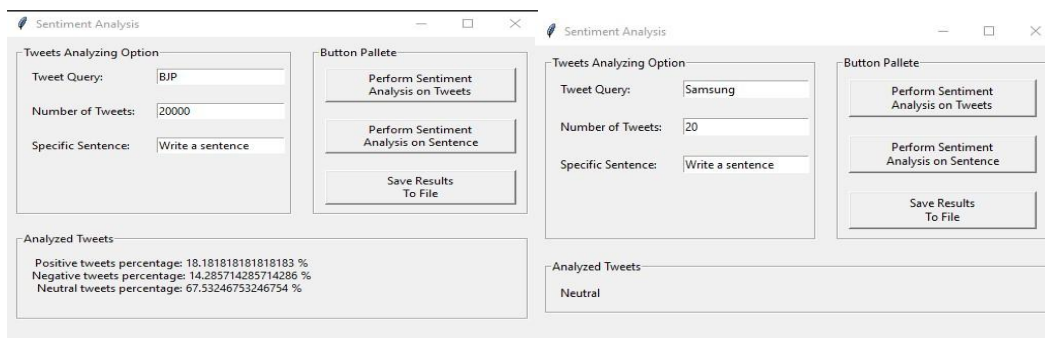 Sentiment Analysis
Tweets Analyzing Option
Tweet Query: BJP
Number of Tweets: 20000
Specific Sentence: Write a sentence
Button Pallete
Perform Sentiment
Analysis on Tweets
Perform Sentiment
Analysis on Sentence
Save Results
To File
Analyzed Tweets
Positive tweets percentage: 18.181818181818183 %
Negative tweets percentage: 14.285714285714286 %
Neutral tweets percentage: 67.53246753246754 %
Sentiment Analysis
Tweets Analyzing Option
Tweet Query: Samsung
Number of Tweets: 20
Specific Sentence: Write a sentence
Button Pallete
Perform Sentiment
Analysis on Tweets
Perform Sentiment
Analysis on Sentence
Save Results
To File
Analyzed Tweets
Neutral